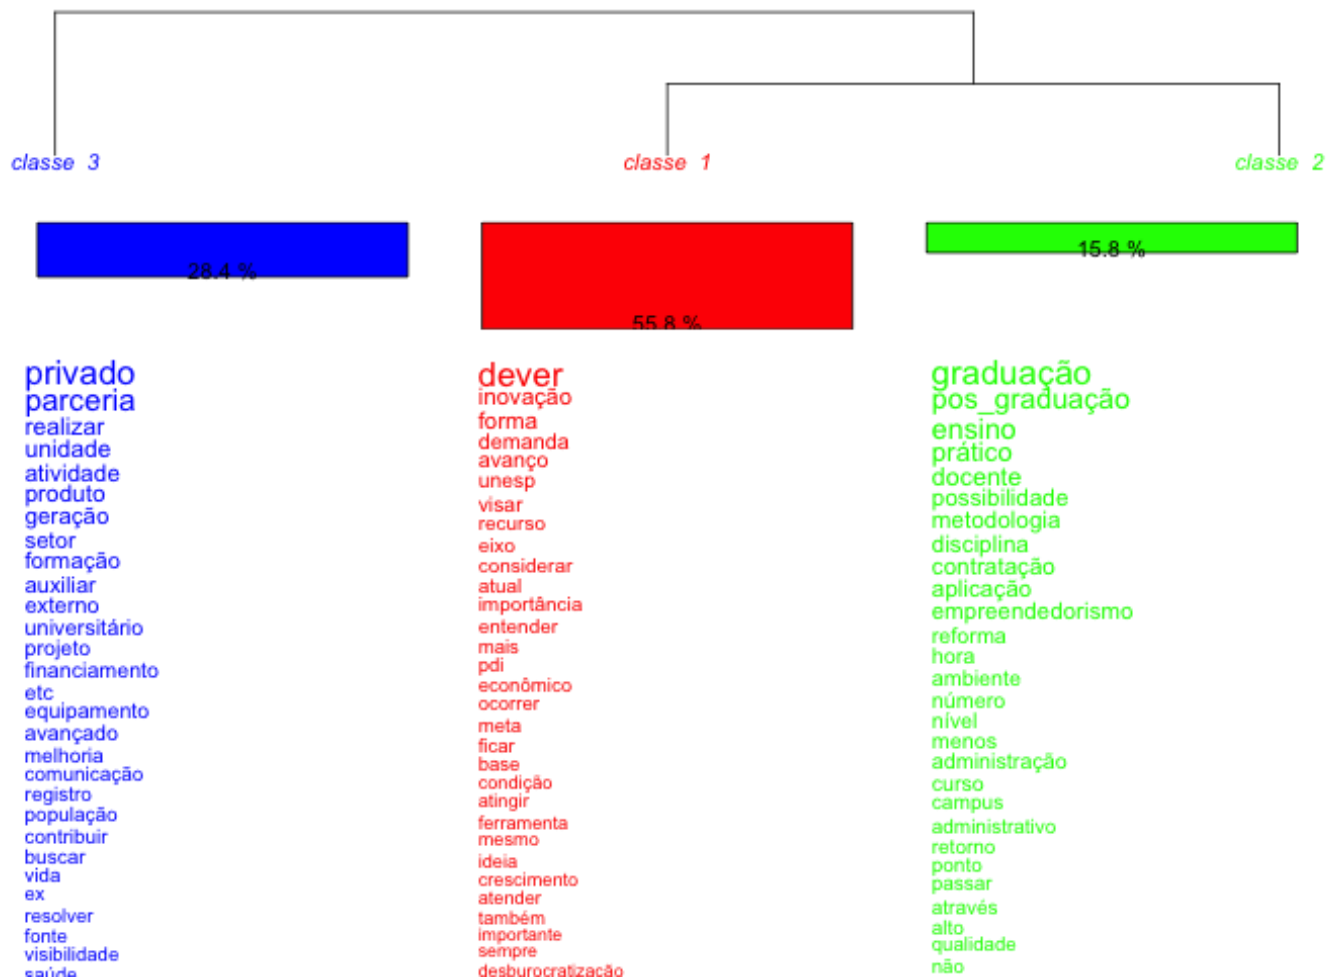 classe 3
classe 1
classe 2
28.4 %
55.8 %
15.8 %
privado
parceria
realizar
unidade
atividade
produto
geração
setor
formação
auxiliar
externo
universitário
projeto
financiamento
etc
equipamento
avançado
melhoria
comunicação
registro
população
contribuir
buscar
vida
ex
resolver
fonte
visibilidade
saúde
dever
inovação
forma
demanda
avanço
unesp
visar
recurso
eixo
considerar
atual
importância
entender
mais
pdi
econômico
ocorrer
meta
ficar
base
condição
atingir
ferramenta
mesmo
ideia
crescimento
atender
também
importante
sempre
desburocratização
graduação
pos_graduação
ensino
prático
docente
possibilidade
metodologia
disciplina
contratação
aplicação
empreendedorismo
reforma
hora
ambiente
número
nível
menos
administração
curso
campus
administrativo
retorno
ponto
passar
através
alto
qualidade
não